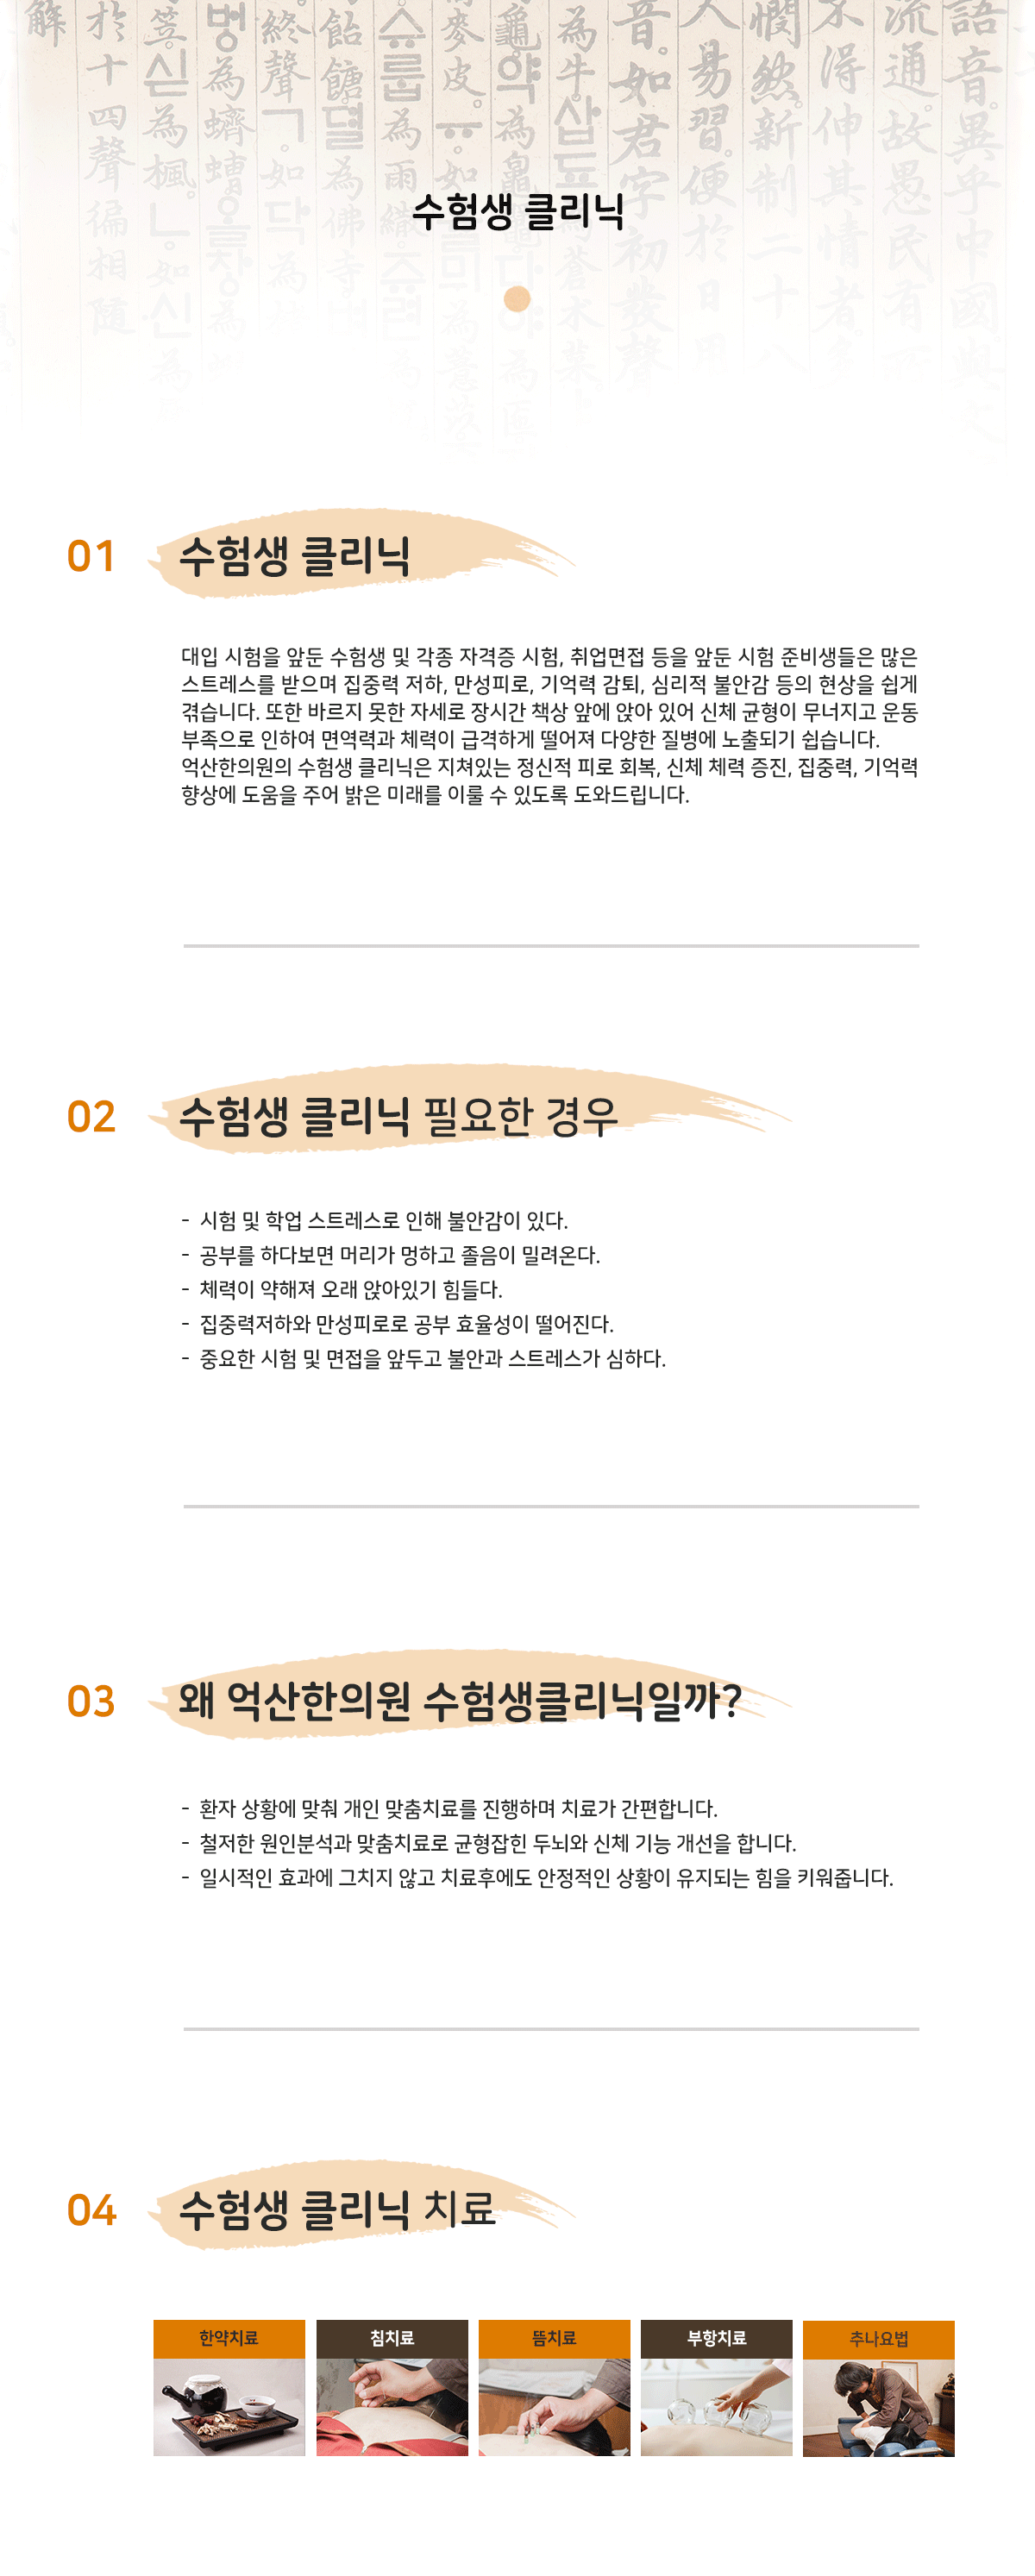 수험생 클리닉
01
수험생 클리닉
대입 시험을 앞둔 수험생 및 각종 자격증 시험, 취업면접 등을 앞둔 시험 준비생들은 많은
스트레스를 받으며 집중력 저하, 만성피로, 기억력 감퇴, 심리적 불안감 등의 현상을 쉽게
겪습니다. 또한 바르지 못한 자세로 장시간 책상 앞에 앉아 있어 신체 균형이 무너지고 운동
부족으로 인하여 면역력과 체력이 급격하게 떨어져 다양한 질병에 노출되기 쉽습니다.
억산한의원의 수험생 클리닉은 지쳐있는 정신적 피로 회복, 신체 체력 증진, 집중력, 기억력
향상에 도움을 주어 밝은 미래를 이룰 수 있도록 도와드립니다.
02
수험생 클리닉 필요한 경우
- 시험 및 학업 스트레스로 인해 불안감이 있다.
- 공부를 하다보면 머리가 멍하고 졸음이 밀려온다.
- 체력이 약해져 오래 앉아있기 힘들다.
- 집중력저하와 만성피로로 공부 효율성이 떨어진다.
- 중요한 시험 및 면접을 앞두고 불안과 스트레스가 심하다.
03
왜 억산한의원 수험생클리닉일까?
- 환자 상황에 맞춰 개인 맞춤치료를 진행하며 치료가 간편합니다.
- 철저한 원인분석과 맞춤치료로 균형잡힌 두뇌와 신체 기능 개선을 합니다.
- 일시적인 효과에 그치지 않고 치료후에도 안정적인 상황이 유지되는 힘을 키워줍니다.
04
수험생 클리닉 치료
한약치료
침치료
뜸치료
부항치료
추나요법